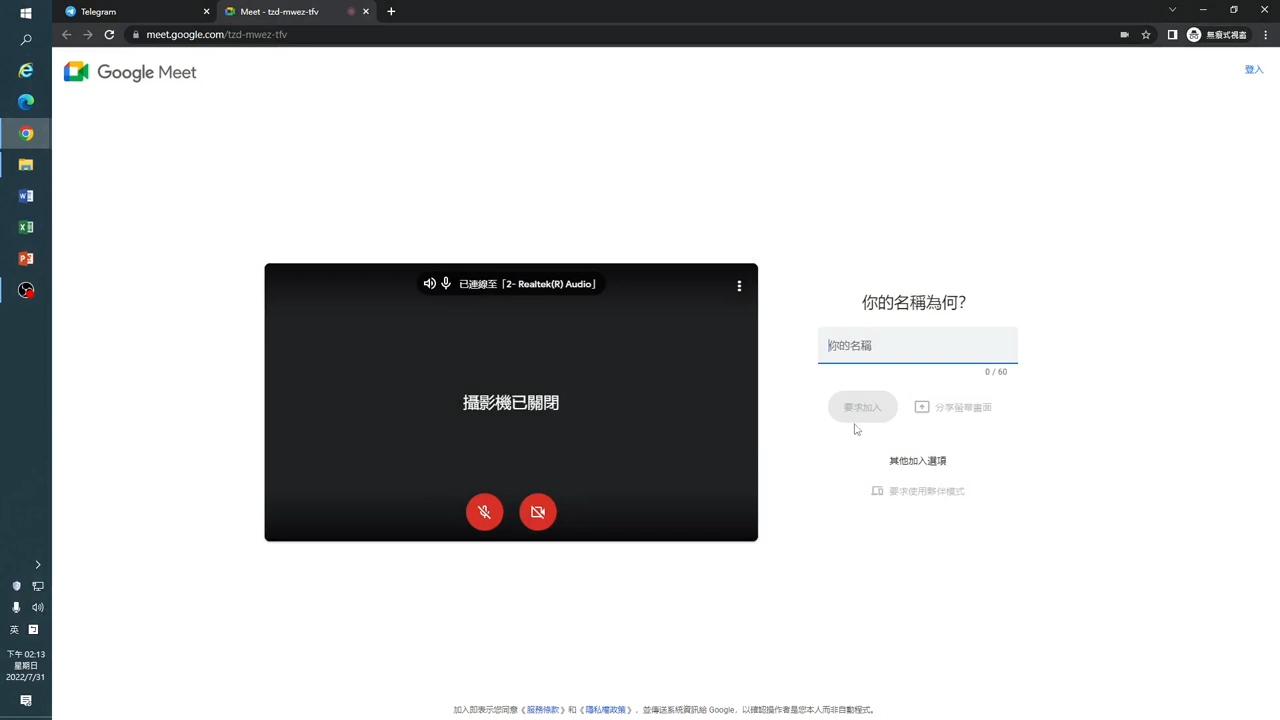 Telegram
Meet - tzd-mwez-tfv
meet.google.com/tzd-mwez-tfv
無痕式視窗
Google Meet
登入
已連線至「2- Realtek(R) Audio」
攝影機已關閉
你的名稱為何?
你的名稱
0 / 60
要求加入
分享螢幕畫面
其他加入選項
要求使用夥伴模式
英
下午 02:13
星期日
2022/7/31
加入即表示您同意《服務條款》和《隱私權政策》，並傳送系統資訊給 Google，以確認操作者是您本人而非自動程式。